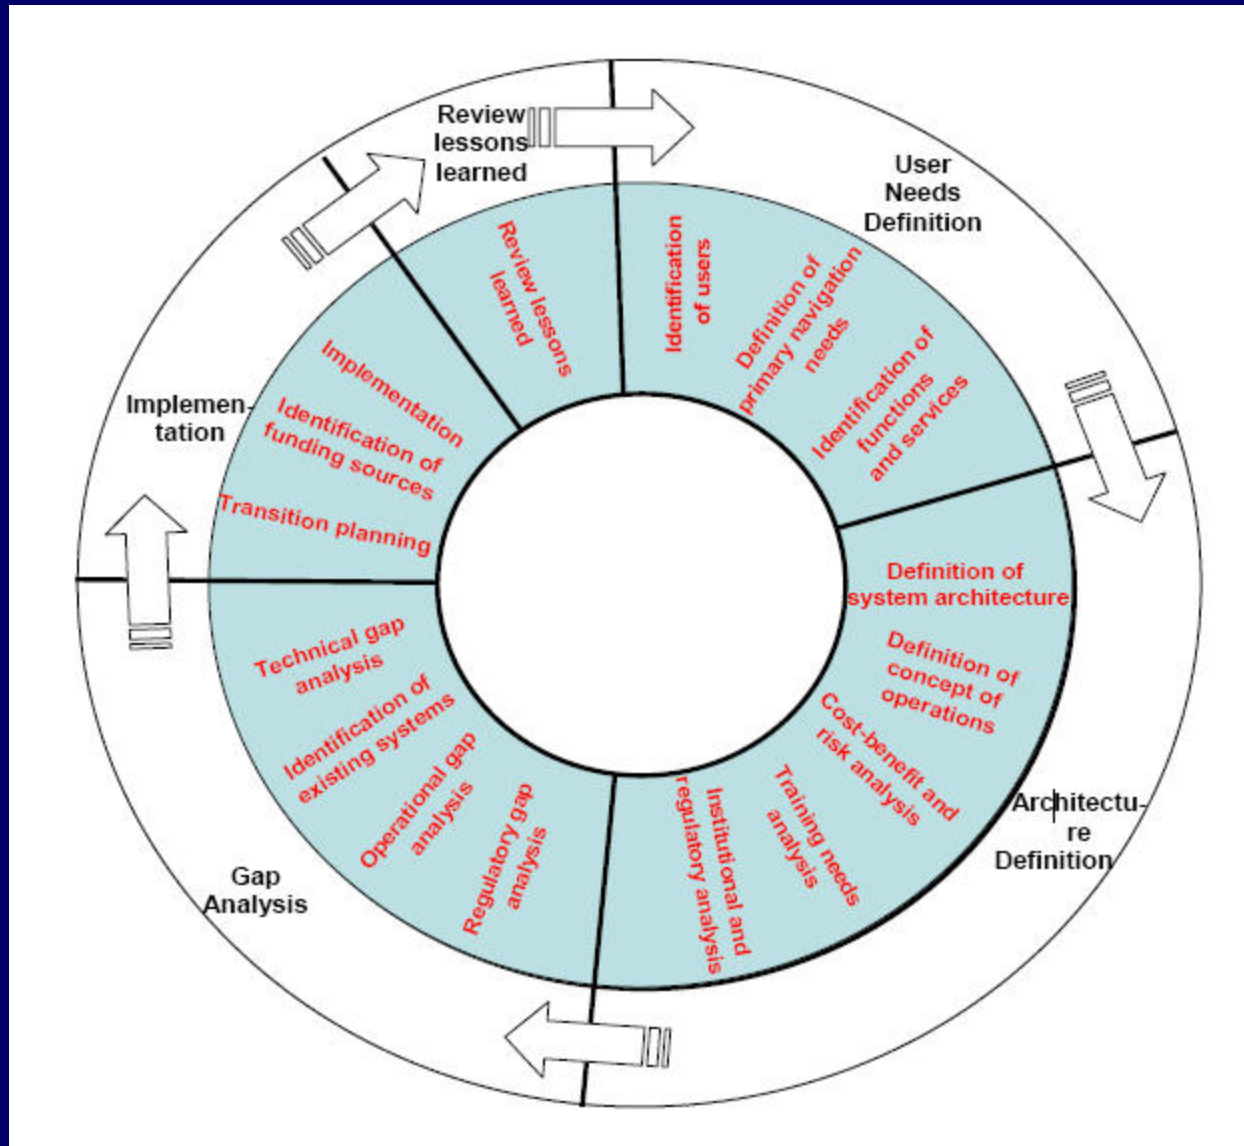 Review
lessons
learned
User
Needs
Definition
Identification
of users
Definition of
primary navigation
needs
Identification of
functions
and services
Definition of
system architecture
Definition of
concept of
operations
Cost-benefit and
risk analysis
Training needs
analysis
Institutional and
regulatory analysis
Architectu-
re
Definition
Regulatory gap
analysis
Operational gap
analysis
Identification of
existing systems
Technical gap
analysis
Gap
Analysis
Transition planning
Identification of
funding sources
Implementation
Implemen-
tation
Review lessons
learned